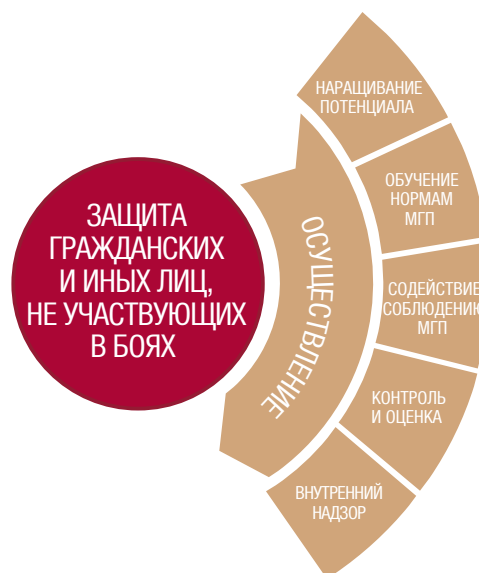 ЗАЩИТА
ГРАЖДАНСКИХ
И ИНЫХ ЛИЦ,
НЕ УЧАСТВУЮЩИХ
В БОЯХ
ОСУЩЕСТВЛЕНИЕ
НАРАЩИВАНИЕ
ПОТЕНЦИАЛА
ОБУЧЕНИЕ
НОРМАМ
МГП
СОДЕЙСТВИЕ
СОБЛЮДЕНИЮ
МГП
КОНТРОЛЬ
И ОЦЕНКА
ВНУТРЕННИЙ
НАДЗОР